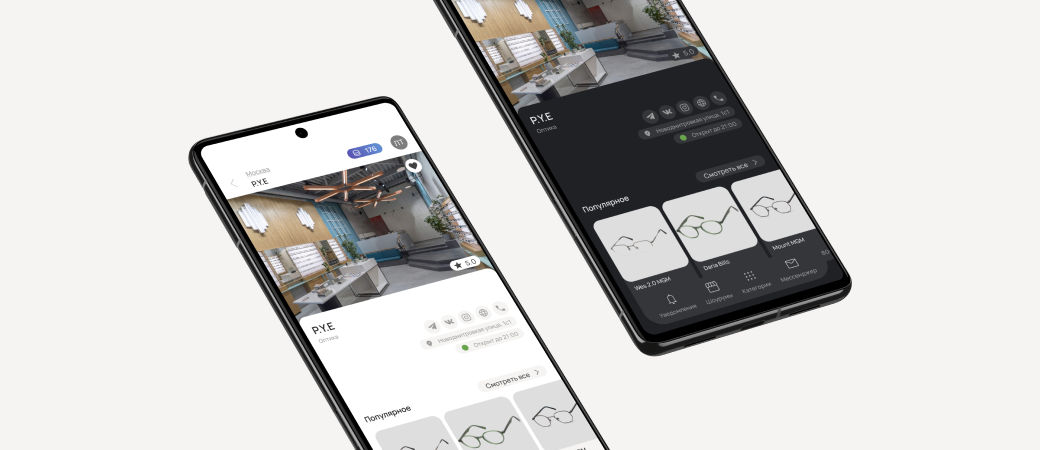 176
ПТ
Москва
P.Y.E
5.0
P.Y.E
Оптика
Новодмитровская улица, 1с1
Открыт до 21:00
Смотреть все
Популярное
5.0
P.Y.E
Оптика
Новодмитровская улица, 1с1
Открыт до 21:00
Смотреть все
Популярное
Wes 2.0 MGM
Daria Bills
Mount MGM
Уведомления
Шоурумы
Категории
Мессенджер